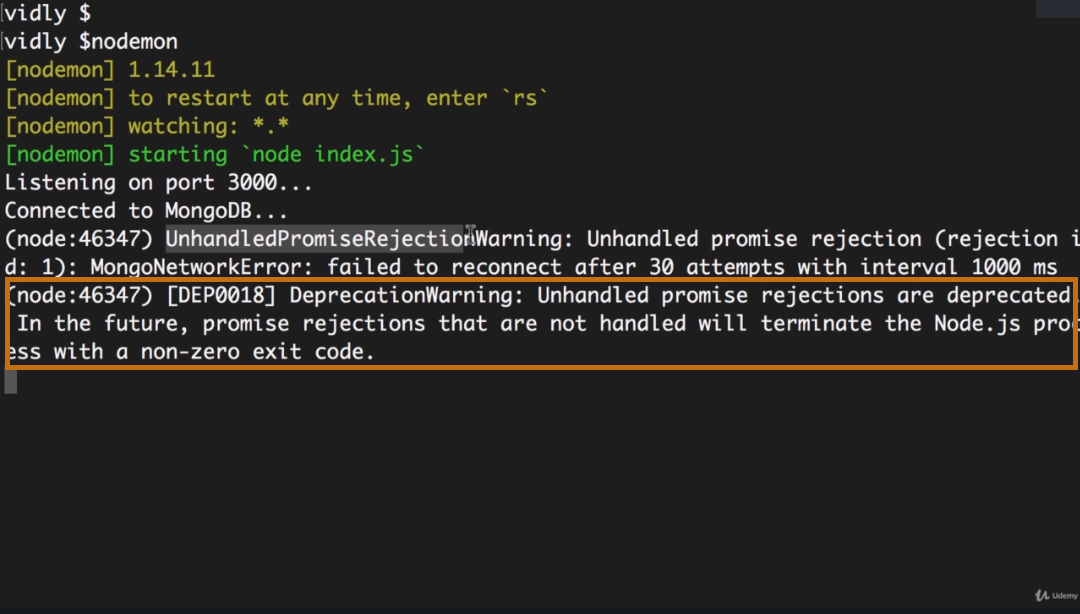 vidly $
vidly $nodemon
[nodemon] 1.14.11
[nodemon] to restart at any time, enter `rs`
[nodemon] watching: *.*
[nodemon] starting `node index.js`
Listening on port 3000...
Connected to MongoDB...
(node:46347) UnhandledPromiseRejectionWarning: Unhandled promise rejection (rejection i
d: 1): MongoNetworkError: failed to reconnect after 30 attempts with interval 1000 ms
(node:46347) [DEP0018] DeprecationWarning: Unhandled promise rejections are deprecated.
In the future, promise rejections that are not handled will terminate the Node.js proc
ess with a non-zero exit code.
Udemy